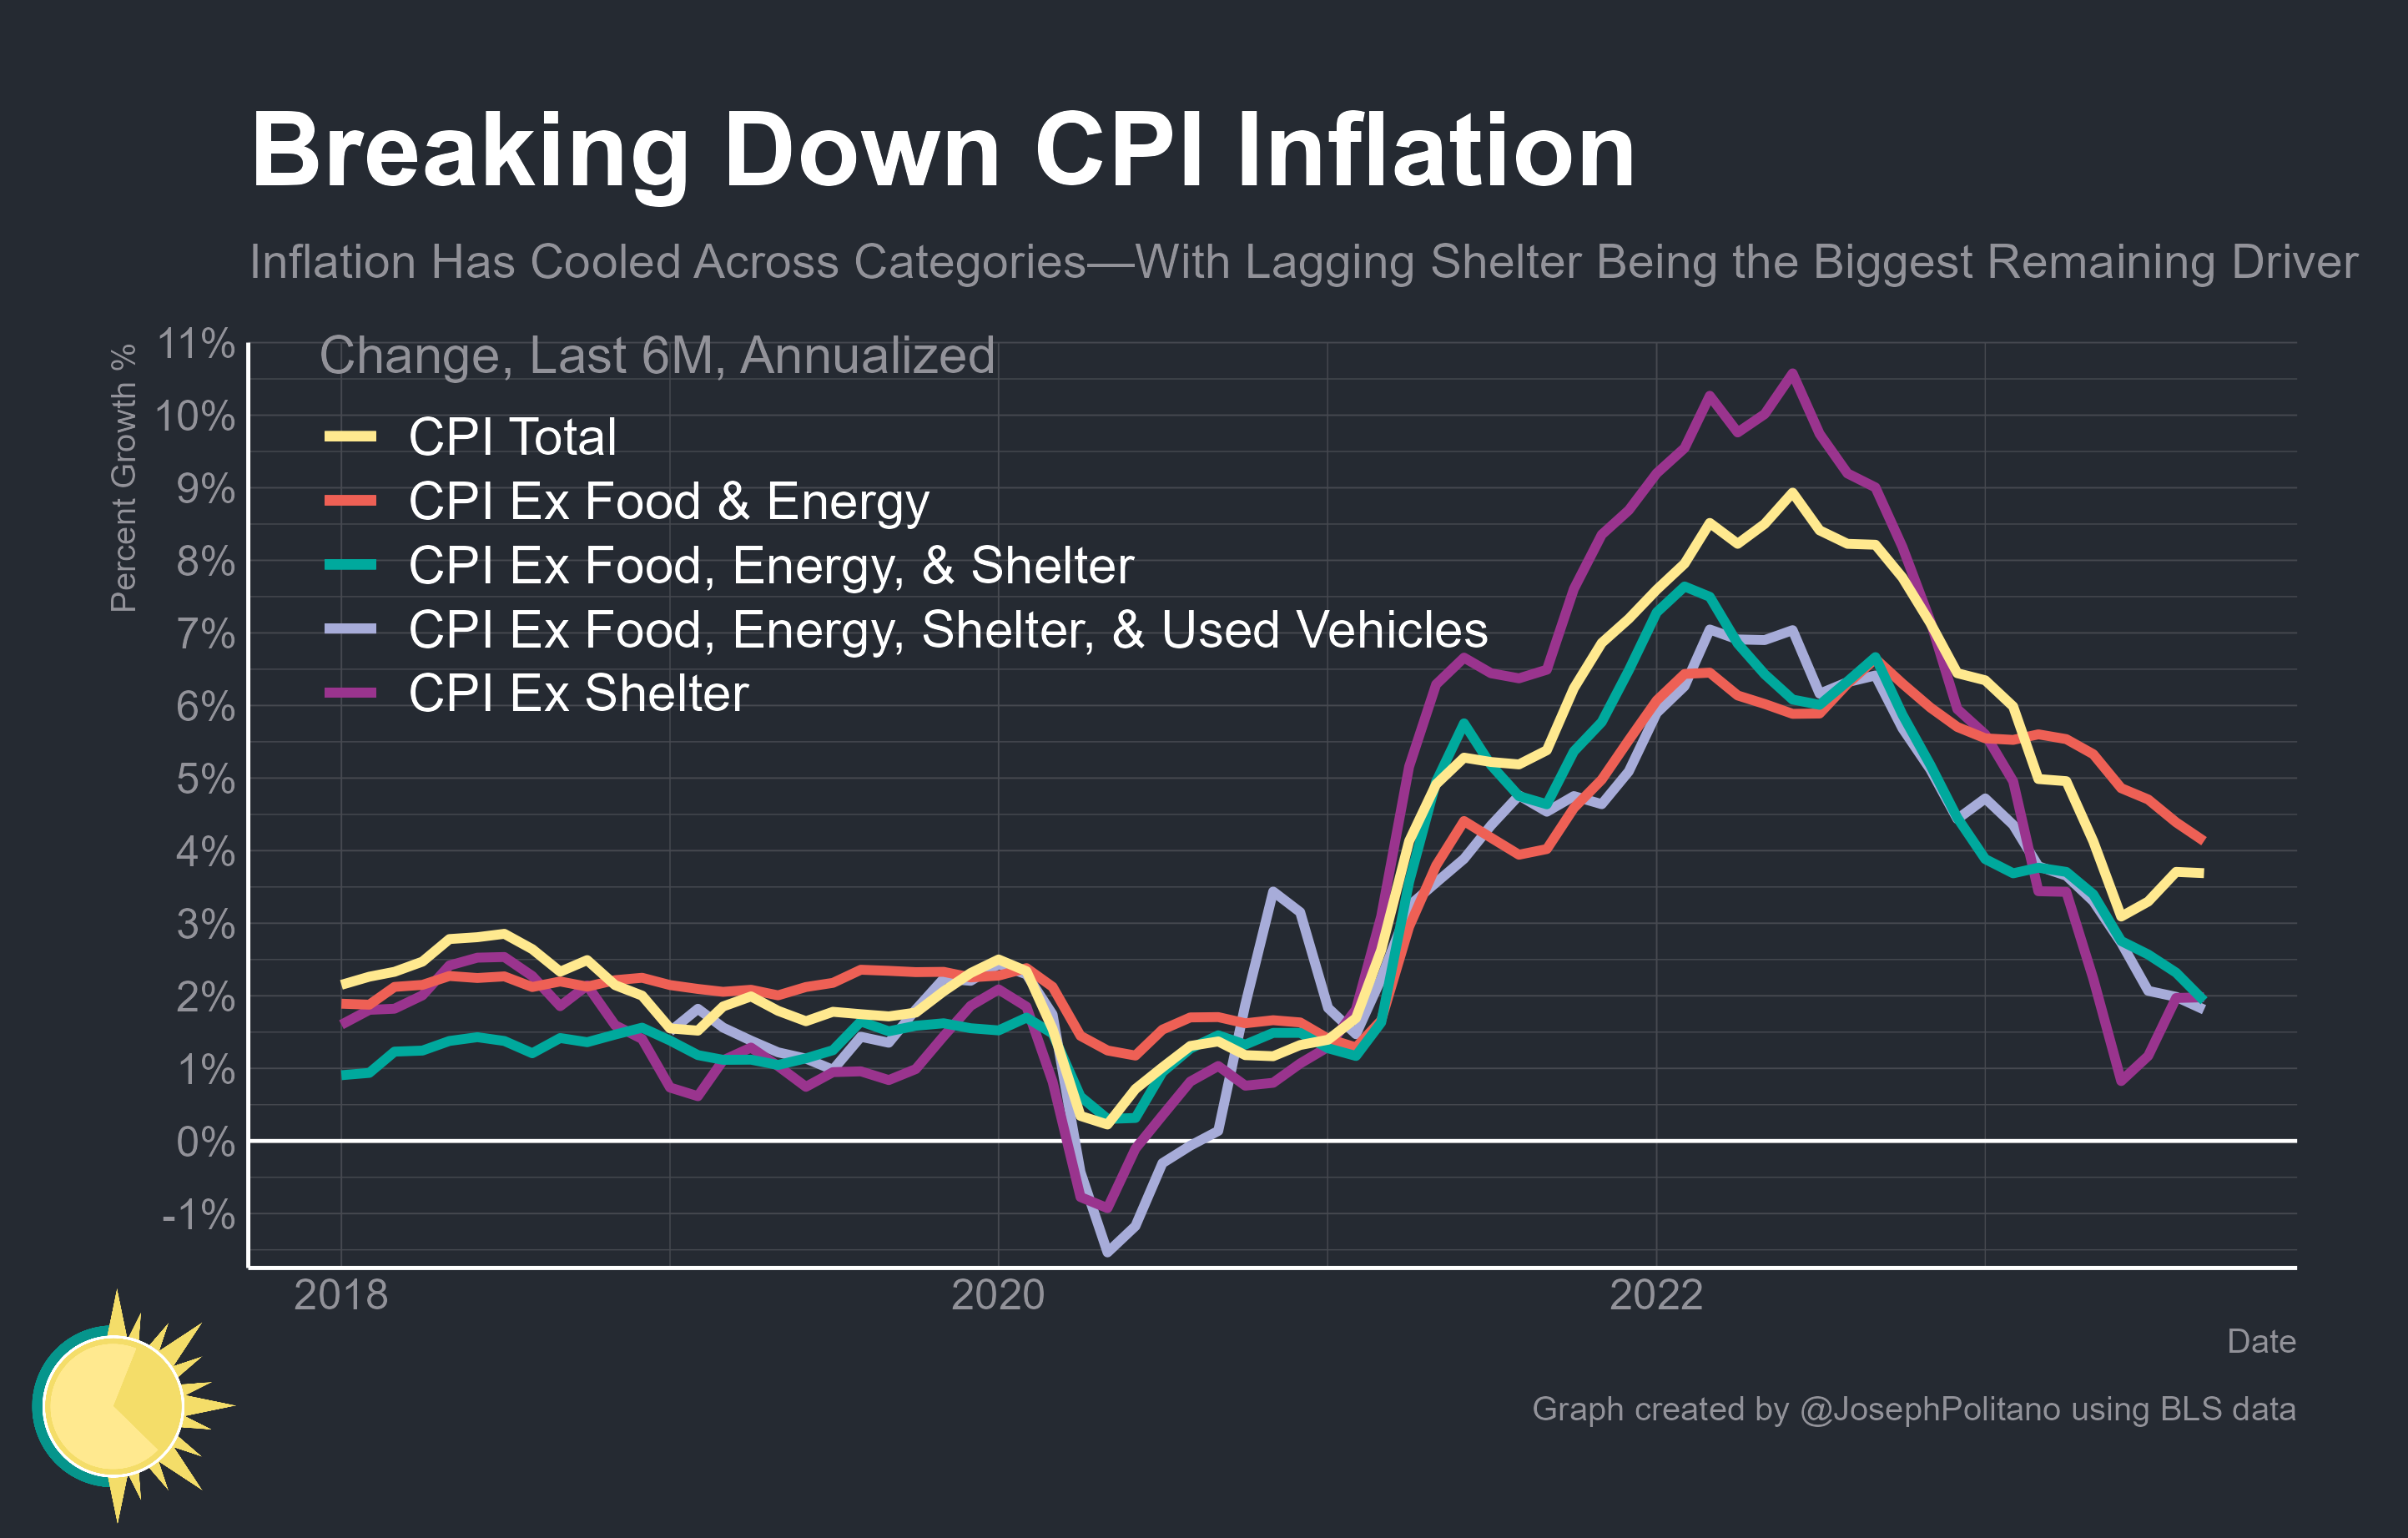 Breaking Down CPI Inflation
Inflation Has Cooled Across Categories—With Lagging Shelter Being the Biggest Remaining Driver
Percent Growth %
11%
10%
9%
8%
7%
6%
5%
4%
3%
2%
1%
0%
-1%
Change, Last 6M, Annualized
CPI Total
CPI Ex Food & Energy
CPI Ex Food, Energy, & Shelter
CPI Ex Food, Energy, Shelter, & Used Vehicles
CPI Ex Shelter
2018
2020
2022
Date
Graph created by @JosephPolitano using BLS data